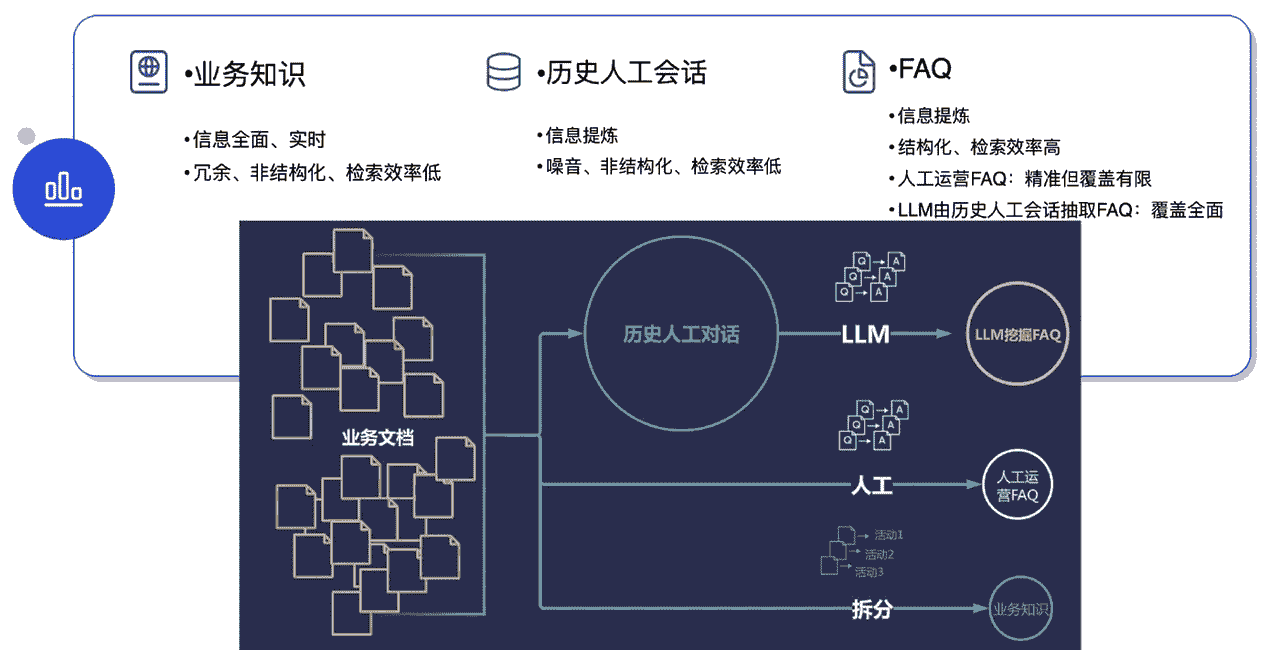 •业务知识
•信息全面、实时
•冗余、非结构化、检索效率低
•历史人工会话
•信息提炼
•噪音、非结构化、检索效率低
•FAQ
•信息提炼
•结构化、检索效率高
•人工运营FAQ：精准但覆盖有限
•LLM由历史人工会话抽取FAQ：覆盖全面
业务文档
历史人工对话
Q A
Q A
Q A
LLM
LLM挖掘FAQ
Q A
Q A
Q A
人工
人工运
营FAQ
活动1
活动2
活动3
拆分
业务知识